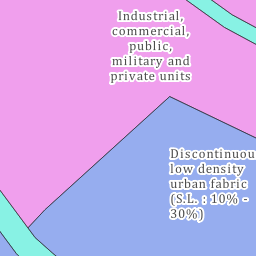 Industrial,
commercial,
public,
military and
private units
Discontinuou
low density
urban fabric
(S.L. : 10% -
30%)